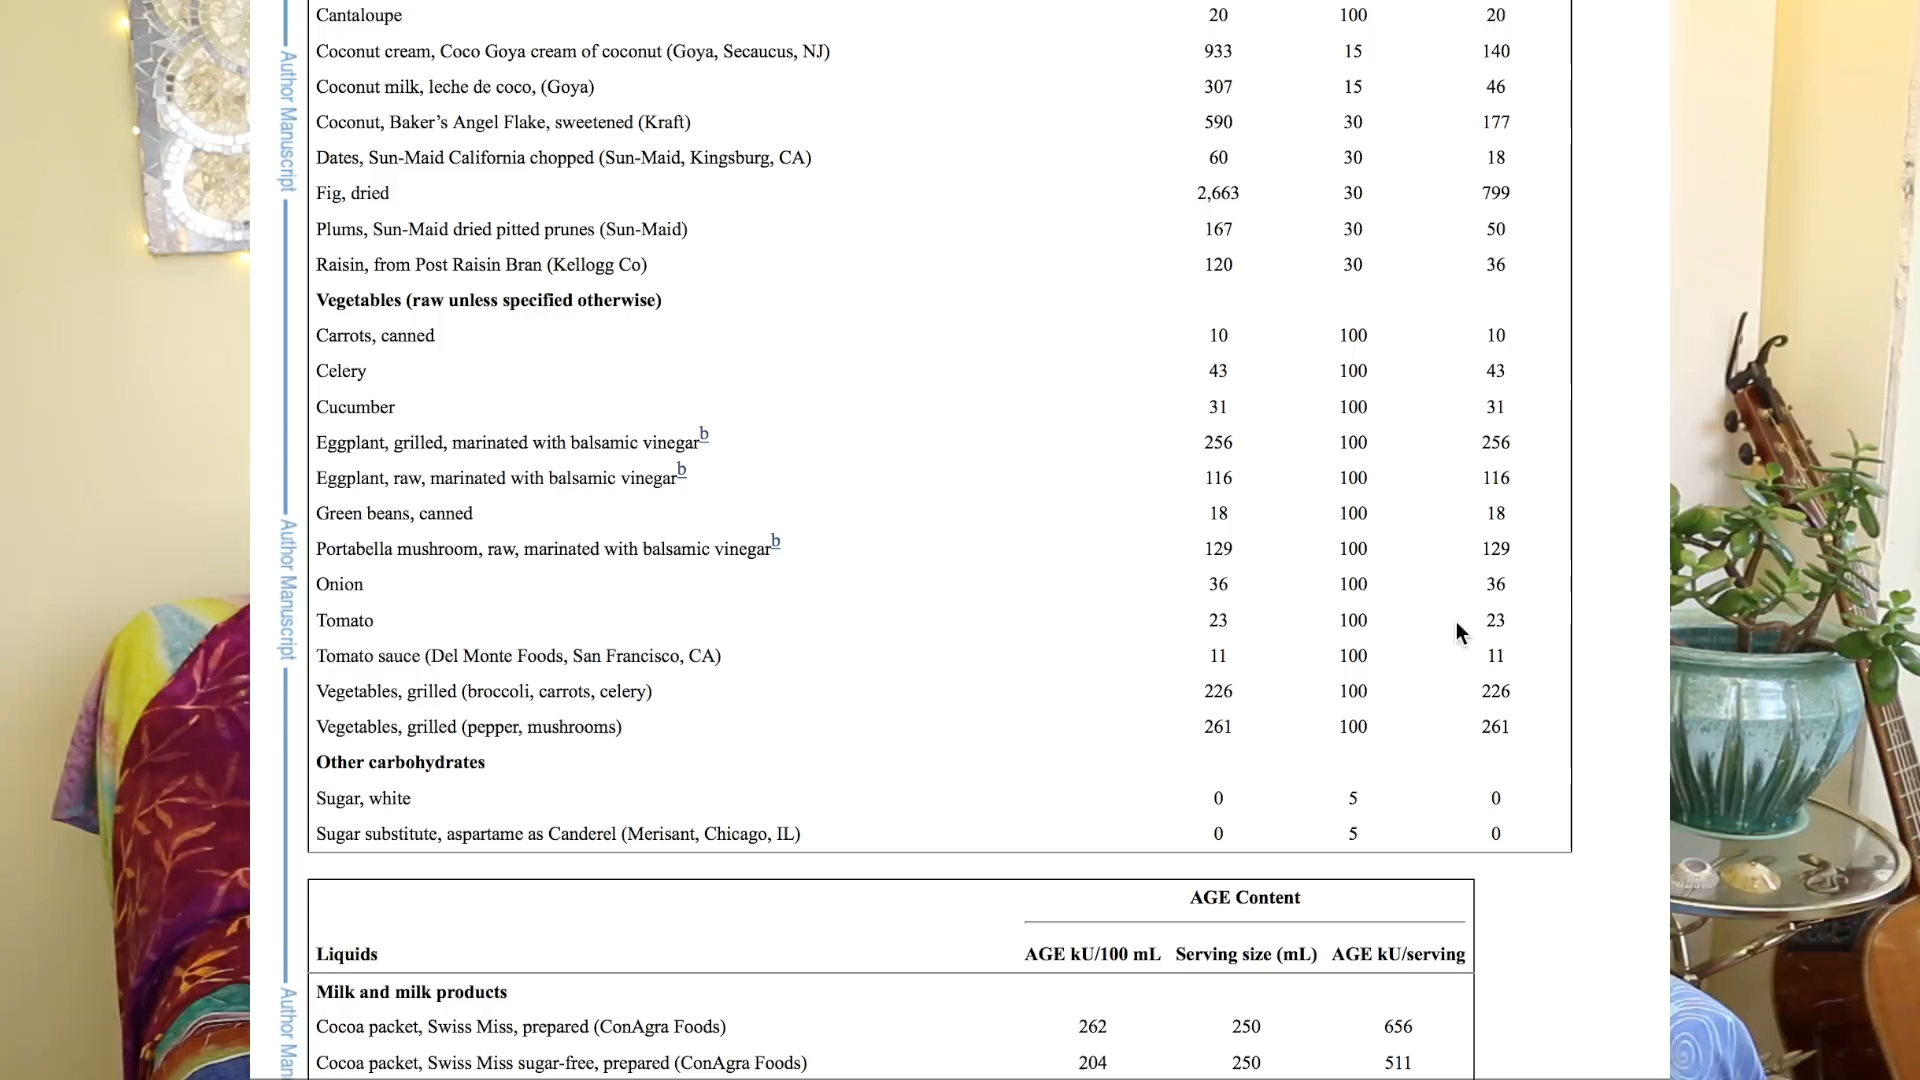 Cantaloupe 20 100 20
Coconut cream, Coco Goya cream of coconut (Goya, Secaucus, NJ) 933 15 140
Coconut milk, leche de coco, (Goya) 307 15 46
Coconut, Baker’s Angel Flake, sweetened (Kraft) 590 30 177
Dates, Sun-Maid California chopped (Sun-Maid, Kingsburg, CA) 60 30 18
Fig, dried 2,663 30 799
Plums, Sun-Maid dried pitted prunes (Sun-Maid) 167 30 50
Raisin, from Post Raisin Bran (Kellogg Co) 120 30 36
Vegetables (raw unless specified otherwise)
Carrots, canned 10 100 10
Celery 43 100 43
Cucumber 31 100 31
Eggplant, grilled, marinated with balsamic vinegar b 256 100 256
Eggplant, raw, marinated with balsamic vinegar b 116 100 116
Green beans, canned 18 100 18
Portabella mushroom, raw, marinated with balsamic vinegar b 129 100 129
Onion 36 100 36
Tomato 23 100 23
Tomato sauce (Del Monte Foods, San Francisco, CA) 11 100 11
Vegetables, grilled (broccoli, carrots, celery) 226 100 226
Vegetables, grilled (pepper, mushrooms) 261 100 261
Other carbohydrates
Sugar, white 0 5 0
Sugar substitute, aspartame as Canderel (Merisant, Chicago, IL) 0 5 0
AGE Content
Liquids AGE kU/100 mL Serving size (mL) AGE kU/serving
Milk and milk products
Cocoa packet, Swiss Miss, prepared (ConAgra Foods) 262 250 656
Cocoa packet, Swiss Miss sugar-free, prepared (ConAgra Foods) 204 250 511
Author Manuscript
Author Manuscript
Author Man